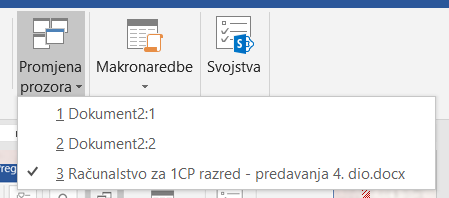 Promjena
prozora
Makronaredbe
Svojstva
1 Dokument2:1
2 Dokument2:2
3 Računalstvo za 1CP razred - predavanja 4. dio.docx